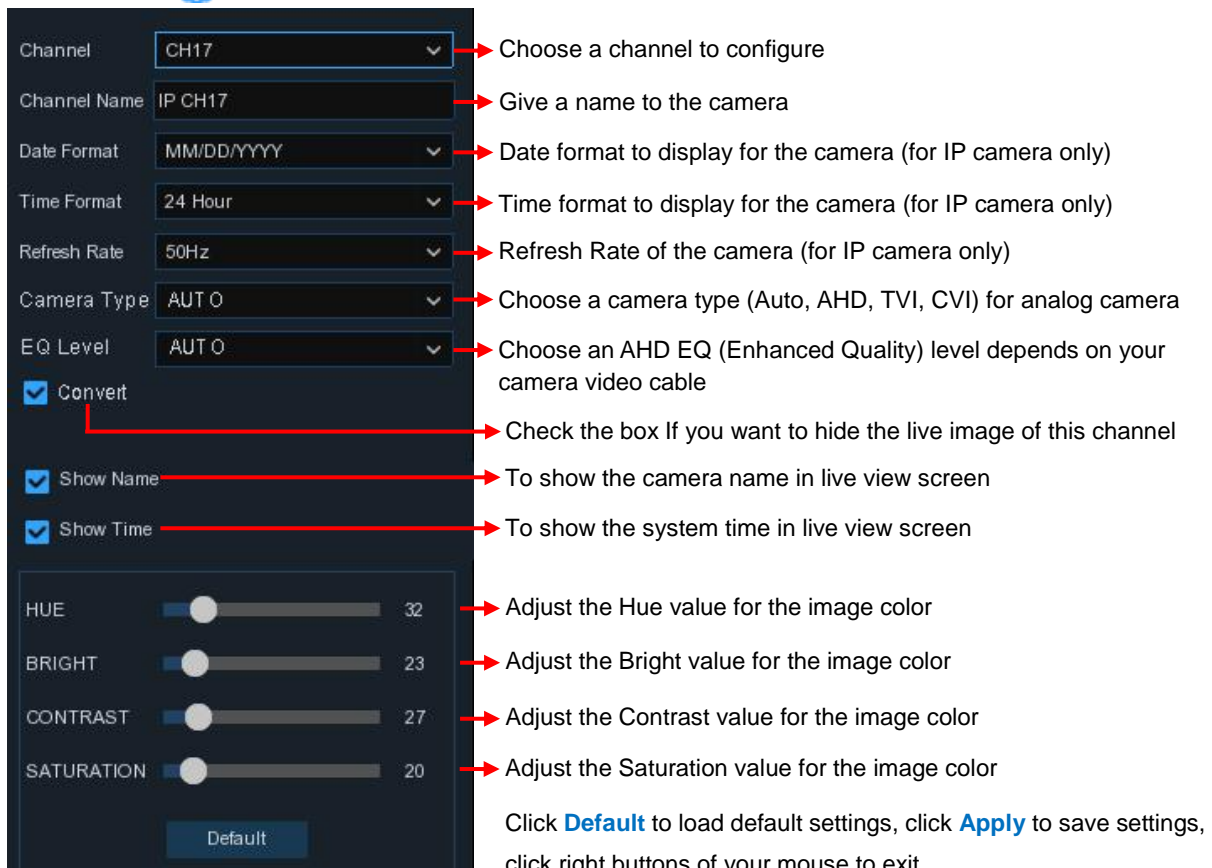 Channel CH17 Choose a channel to configure
Channel Name IP CH17 Give a name to the camera
Date Format MM/DD/YYYY Date format to display for the camera (for IP camera only)
Time Format 24 Hour Time format to display for the camera (for IP camera only)
Refresh Rate 50Hz Refresh Rate of the camera (for IP camera only)
Camera Type AUTO Choose a camera type (Auto, AHD, TVI, CVI) for analog camera
EQ Level AUTO Choose an AHD EQ (Enhanced Quality) level depends on your
camera video cable
Convert
Check the box If you want to hide the live image of this channel
Show Name To show the camera name in live view screen
Show Time To show the system time in live view screen
HUE 32 Adjust the Hue value for the image color
BRIGHT 23 Adjust the Bright value for the image color
CONTRAST 27 Adjust the Contrast value for the image color
SATURATION 20 Adjust the Saturation value for the image color
Click Default to load default settings, click Apply to save settings,
Default
click right buttons of your mouse to exit